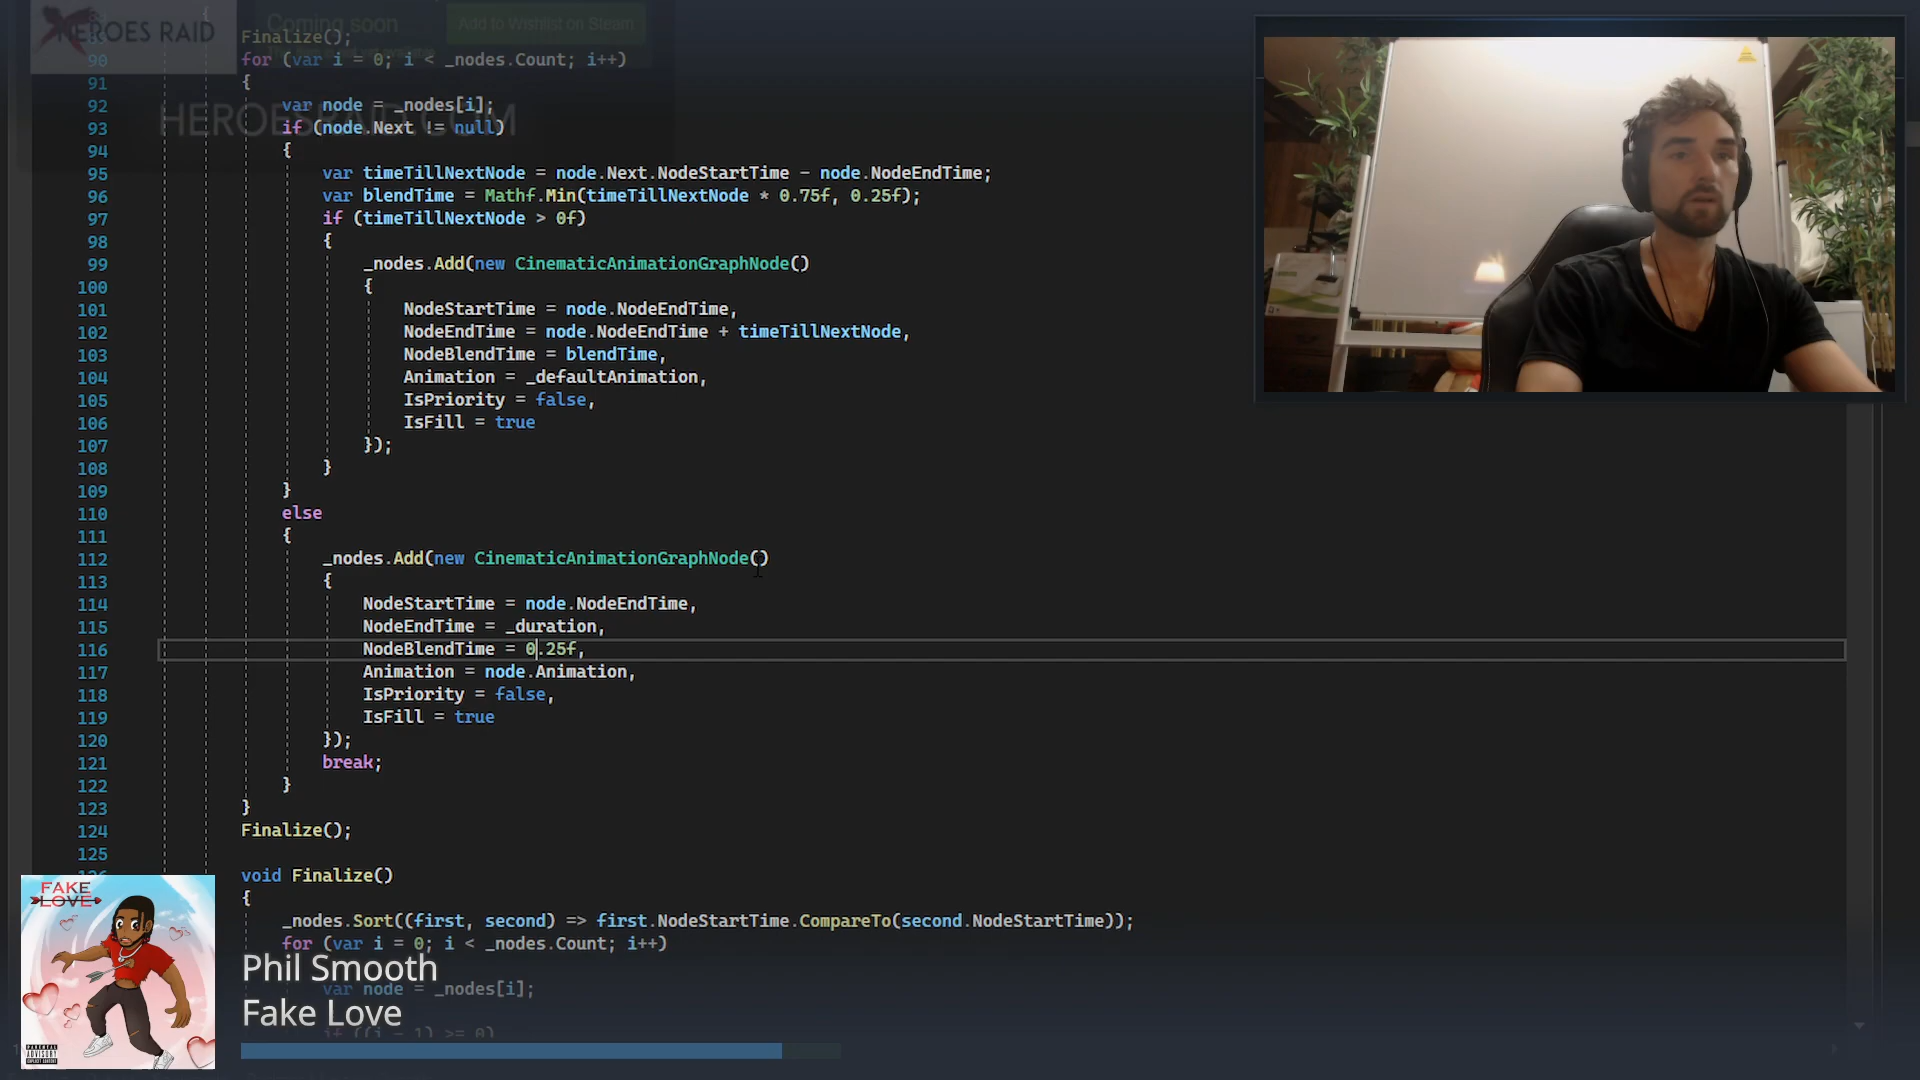 HEROES RAID
Coming soon
Add to Wishlist on Steam
HEROESRAID.COM
Finalize();
90 for (var i = 0; i < _nodes.Count; i++)
91 {
92 var node = _nodes[i];
93 if (node.Next != null)
94 {
95 var timeTillNextNode = node.Next.NodeStartTime - node.NodeEndTime;
96 var blendTime = Mathf.Min(timeTillNextNode * 0.75f, 0.25f);
97 if (timeTillNextNode > 0f)
98 {
99 _nodes.Add(new CinematicAnimationGraphNode()
100 {
101 NodeStartTime = node.NodeEndTime,
102 NodeEndTime = node.NodeEndTime + timeTillNextNode,
103 NodeBlendTime = blendTime,
104 Animation = _defaultAnimation,
105 IsPriority = false,
106 IsFill = true
107 });
108 }
109 }
110 else
111 {
112 _nodes.Add(new CinematicAnimationGraphNode()
113 {
114 NodeStartTime = node.NodeEndTime,
115 NodeEndTime = _duration,
116 NodeBlendTime = 0.25f,
117 Animation = node.Animation,
118 IsPriority = false,
119 IsFill = true
120 });
121 break;
122 }
123 }
124 Finalize();
125
void Finalize()
{
_nodes.Sort((first, second) => first.NodeStartTime.CompareTo(second.NodeStartTime));
for (var i = 0; i < _nodes.Count; i++)
var node = _nodes[i];
if ((i - 1) >= 0)
FAKE
LOVE
PARENTAL
ADVISORY
Phil Smooth
Fake Love